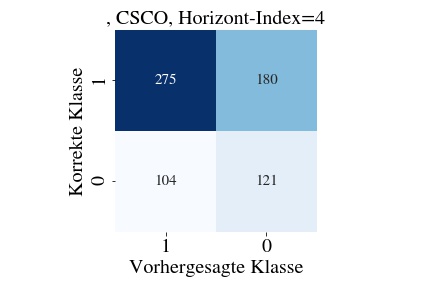 , CSCO, Horizont-Index=4
Korrekte Klasse
1
275
180
0
104
121
1
0
Vorhergesagte Klasse